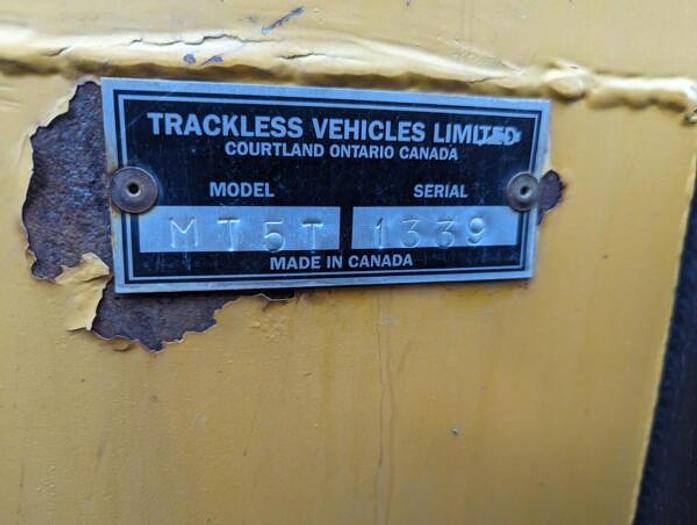 TRACKLESS VEHICLES LIMITED
COURTLAND ONTARIO CANADA
MODEL SERIAL
MT5T 1339
MADE IN CANADA